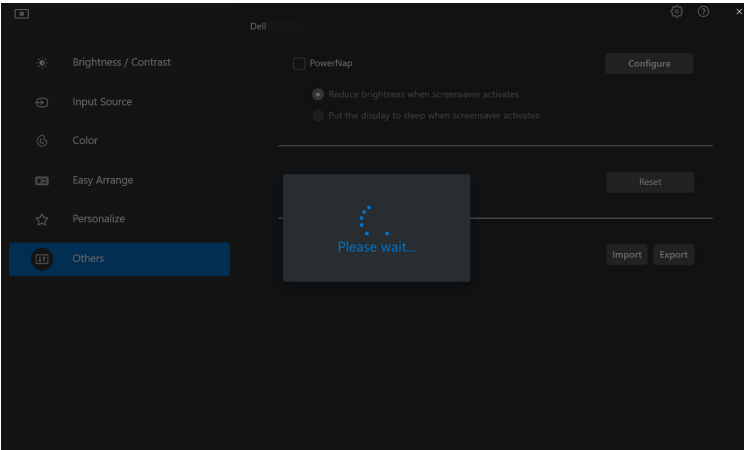 Dell
Brightness / Contrast
Input Source
Color
Easy Arrange
Personalize
Others
PowerNap
Configure
Reduce brightness when screensaver activates
Put the display to sleep when screensaver activates
Reset
Please wait...
Import
Export